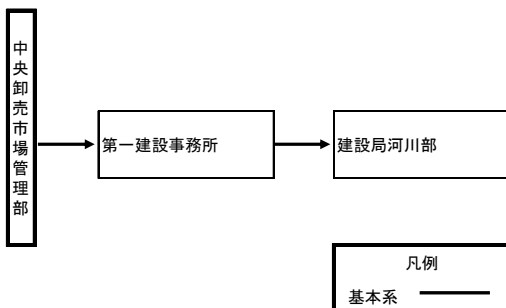 中央卸売市場管理部
第一建設事務所
建設局河川部
凡例
基本系